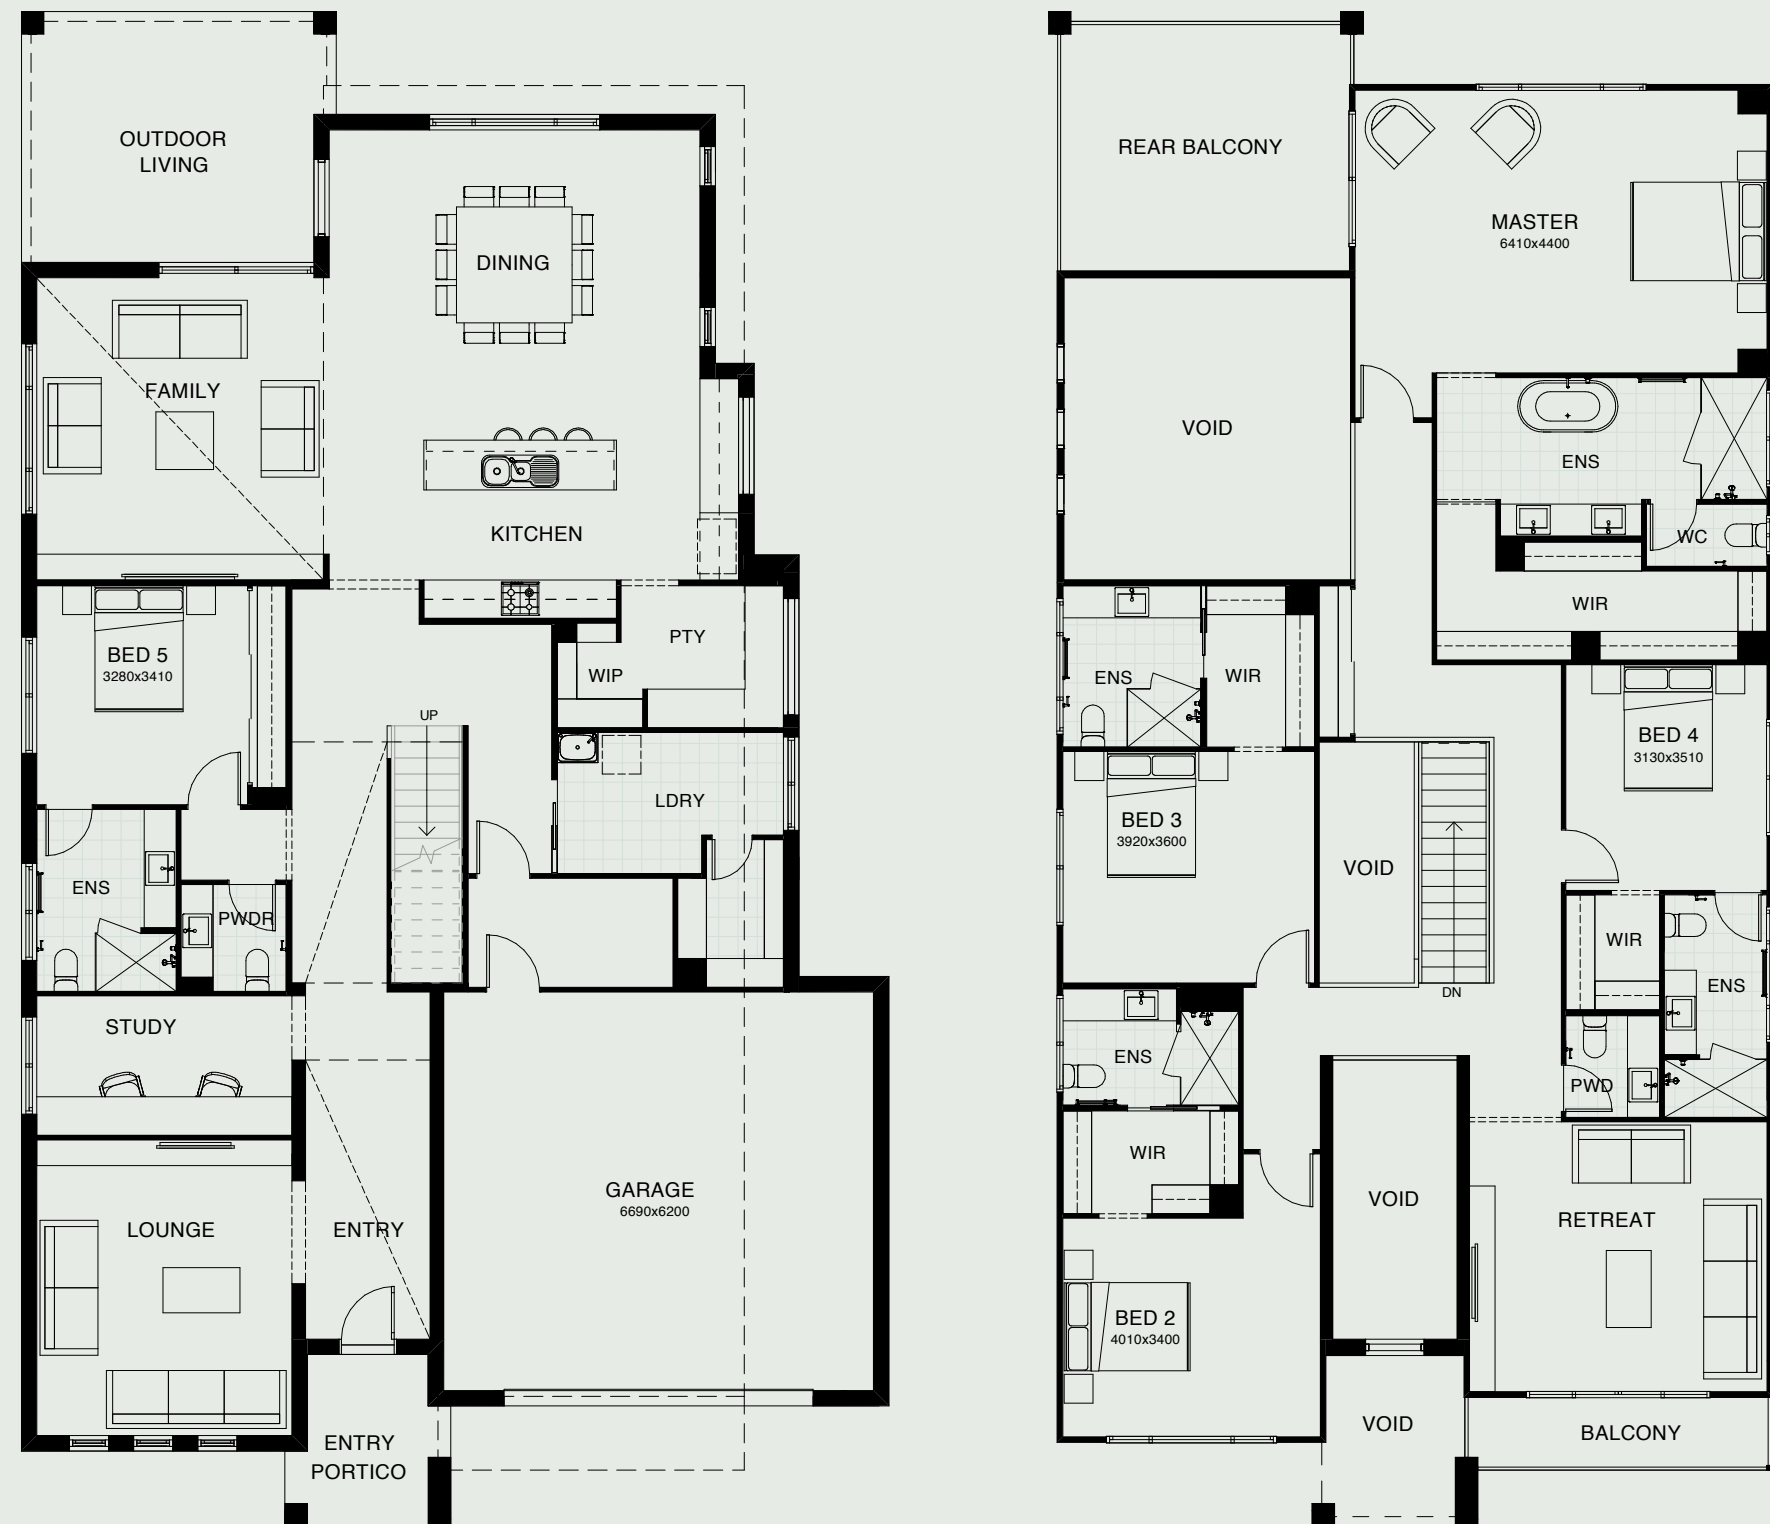 OUTDOOR
LIVING
DINING
FAMILY
KITCHEN
BED 5
3280x3410
PTY
WIP
UP
LDRY
ENS
PWDR
STUDY
GARAGE
6690x6200
LOUNGE
ENTRY
ENTRY
PORTICO
REAR BALCONY
MASTER
6410x4400
VOID
ENS
WC
WIR
ENS
WIR
BED 4
3130x3510
BED 3
3920x3600
VOID
WIR
ENS
DN
ENS
PWD
WIR
VOID
RETREAT
BED 2
4010x3400
VOID
BALCONY